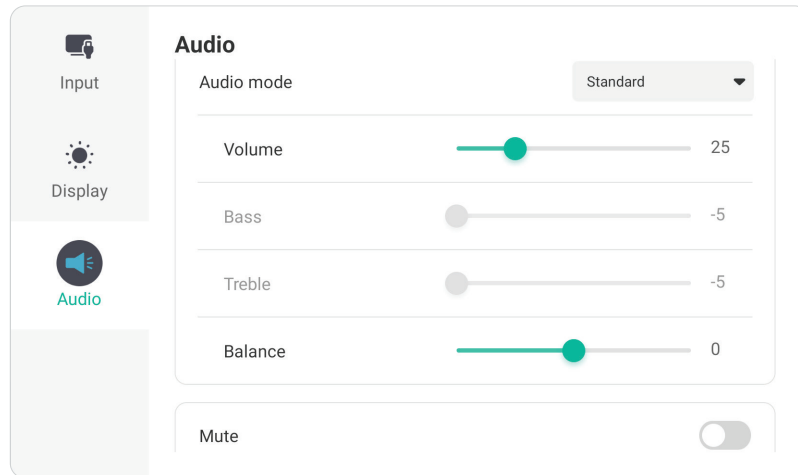 Input
Display
Audio
Audio
Audio mode
Standard
Volume
25
Bass
-5
Treble
-5
Balance
0
Mute